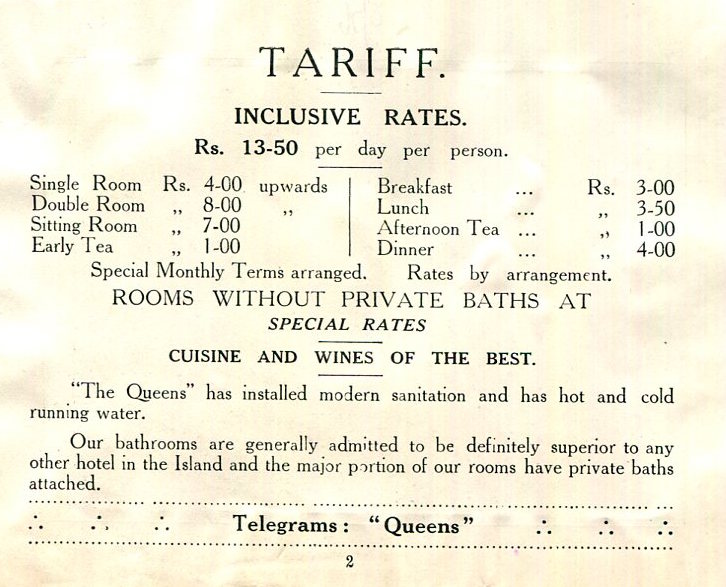 TARIFF.
INCLUSIVE RATES.
Rs. 13-50 per day per person.
Single Room Rs. 4-00 upwards
Double Room „ 8-00 „
Sitting Room „ 7-00
Early Tea „ 1-00
Breakfast ... Rs. 3-00
Lunch ... „ 3-50
Afternoon Tea ... „ 1-00
Dinner ... „ 4-00
Special Monthly Terms arranged. Rates by arrangement.
ROOMS WITHOUT PRIVATE BATHS AT
SPECIAL RATES
CUISINE AND WINES OF THE BEST.
"The Queens" has installed modern sanitation and has hot and cold
running water.
Our bathrooms are generally admitted to be definitely superior to any
other hotel in the Island and the major portion of our rooms have private baths
attached.
∴ ∴ ∴ Telegrams : "Queens" ∴ ∴ ∴
2